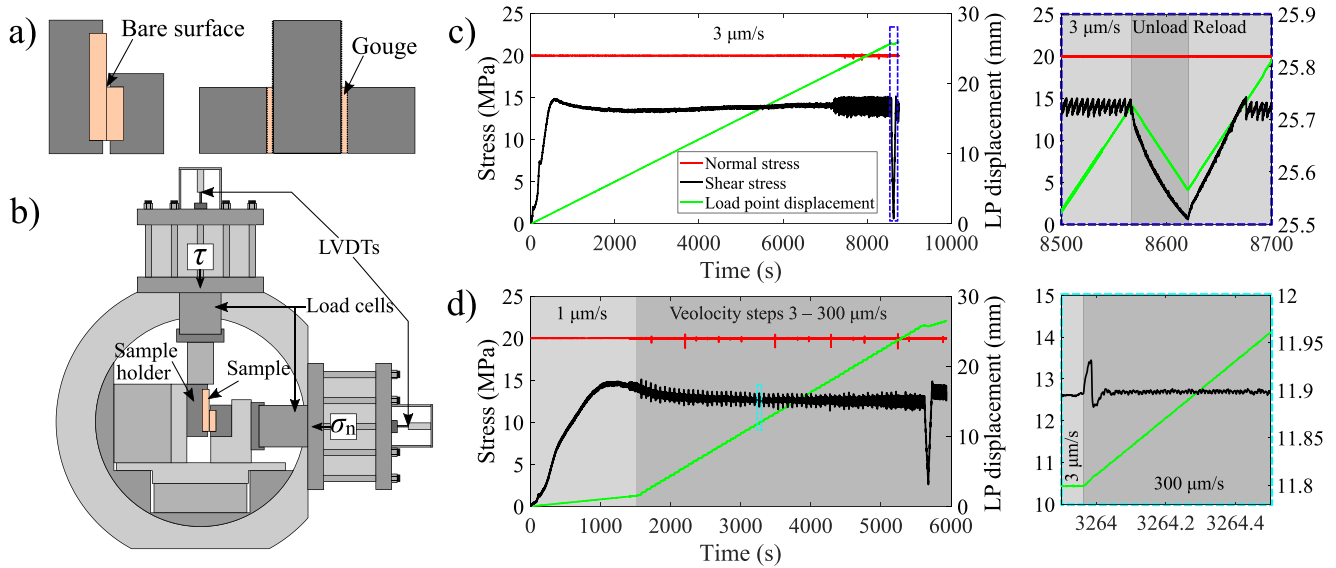 a)
Bare surface
Gouge
b)
τ
LVDTs
Load cells
Sample
holder
Sample
σn
c)
25
20
15
10
5
0
Stress (MPa)
3 μm/s
Normal stress
Shear stress
Load point displacement
30
20
10
0
LP displacement (mm)
0 2000 4000 6000 8000 10000
Time (s)
3 μm/s Unload Reload
25
20
15
10
5
0
25.9
25.8
25.7
25.6
25.5
8500 8600 8700
d)
25
20
15
10
5
0
Stress (MPa)
1 μm/s
Veolocity steps 3 – 300 μm/s
30
20
10
0
LP displacement (mm)
0 1000 2000 3000 4000 5000 6000
Time (s)
15
14
13
12
11
10
3 μm/s
300 μm/s
12
11.95
11.9
11.85
11.8
3264 3264.2 3264.4